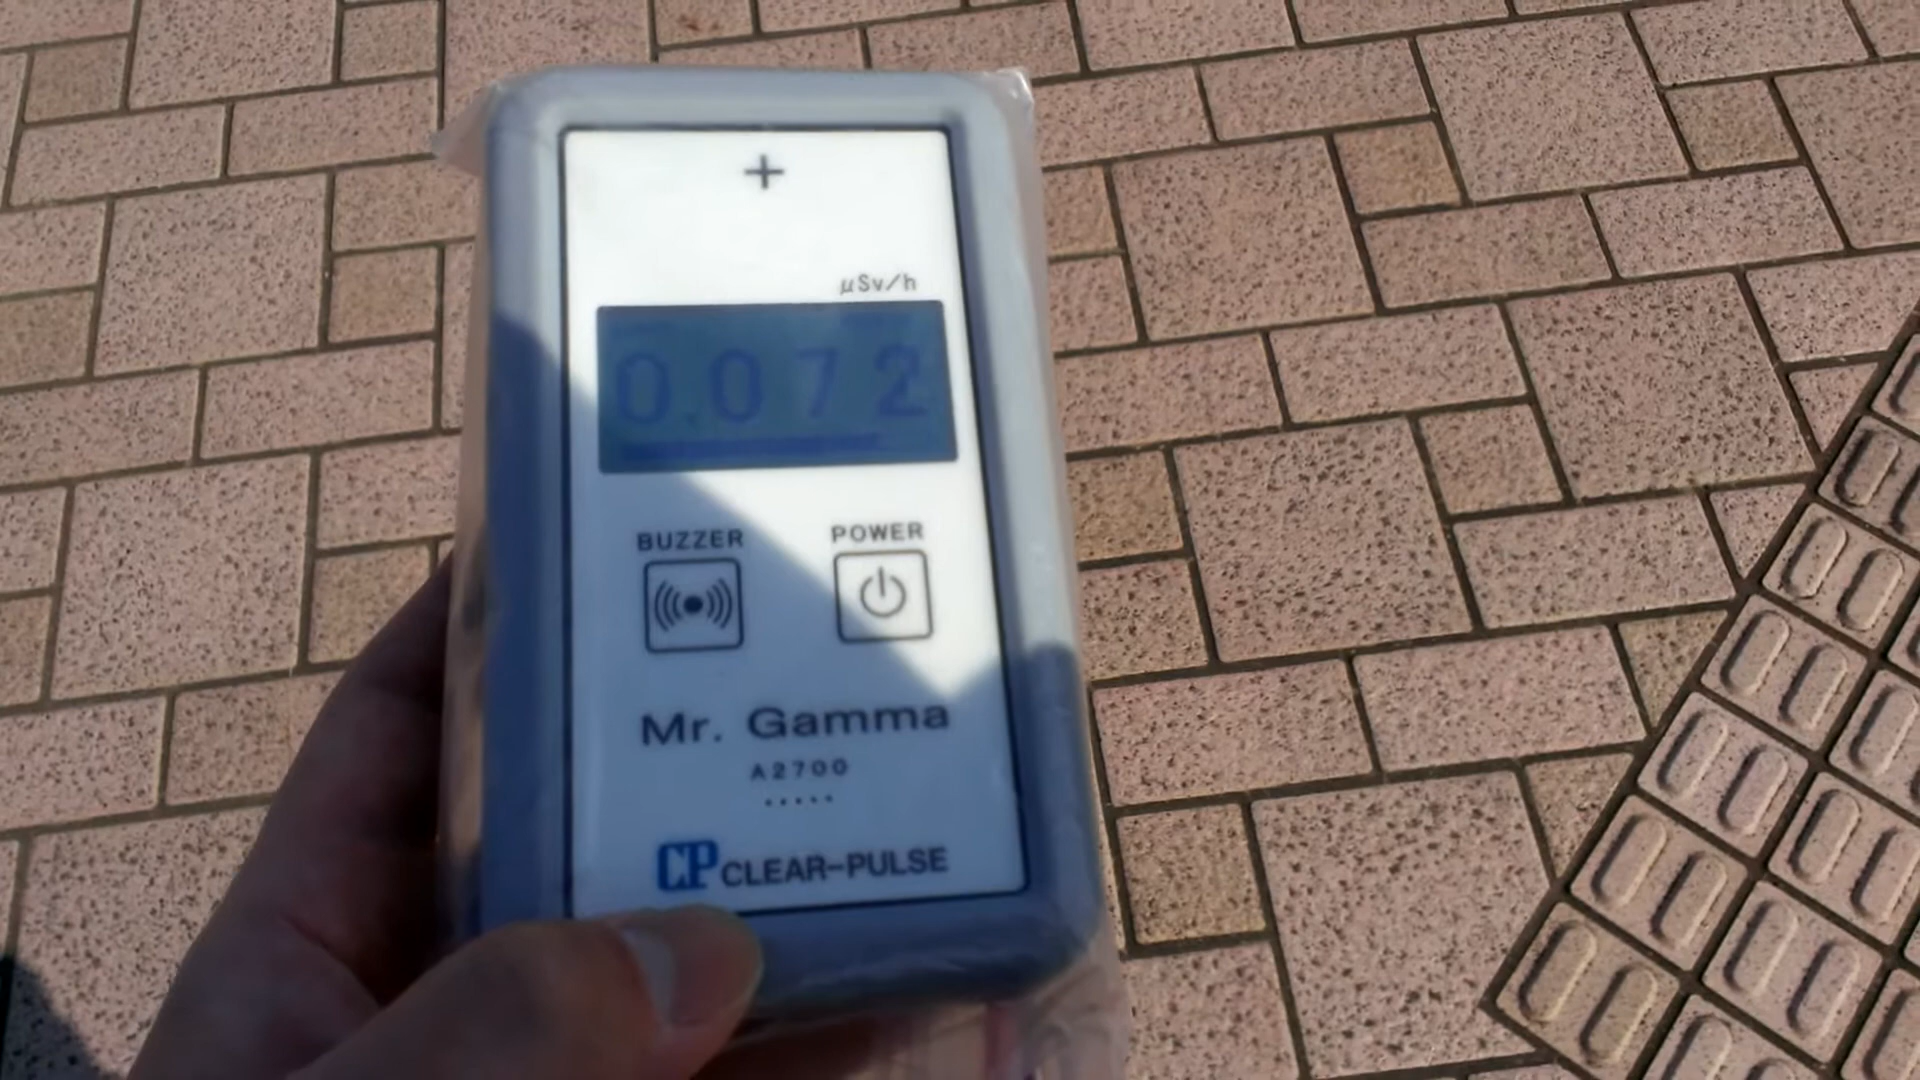 +
μSv/h
0.072
BUZZER POWER
Mr. Gamma
A2700
CP CLEAR-PULSE